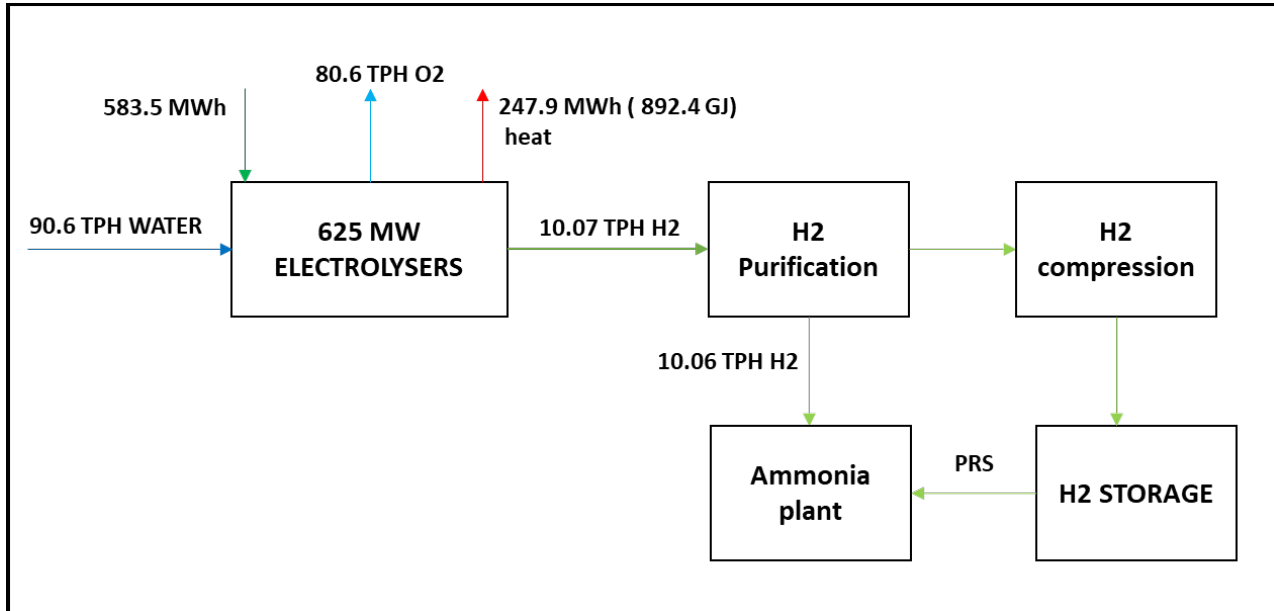 80.6 TPH O2
583.5 MWh
247.9 MWh ( 892.4 GJ)
heat
90.6 TPH WATER
625 MW
ELECTROLYSERS
10.07 TPH H2
H2
Purification
H2
compression
10.06 TPH H2
Ammonia
plant
PRS
H2 STORAGE